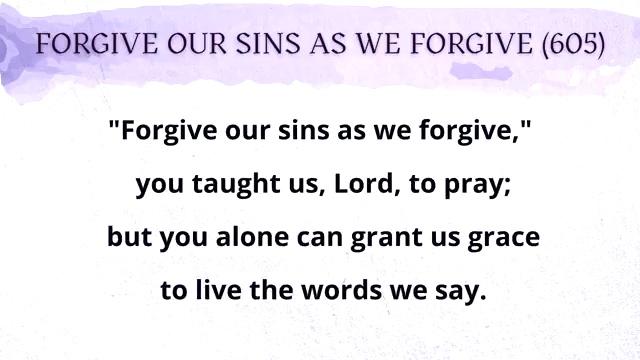 FORGIVE OUR SINS AS WE FORGIVE (605)
"Forgive our sins as we forgive,"
you taught us, Lord, to pray;
but you alone can grant us grace
to live the words we say.